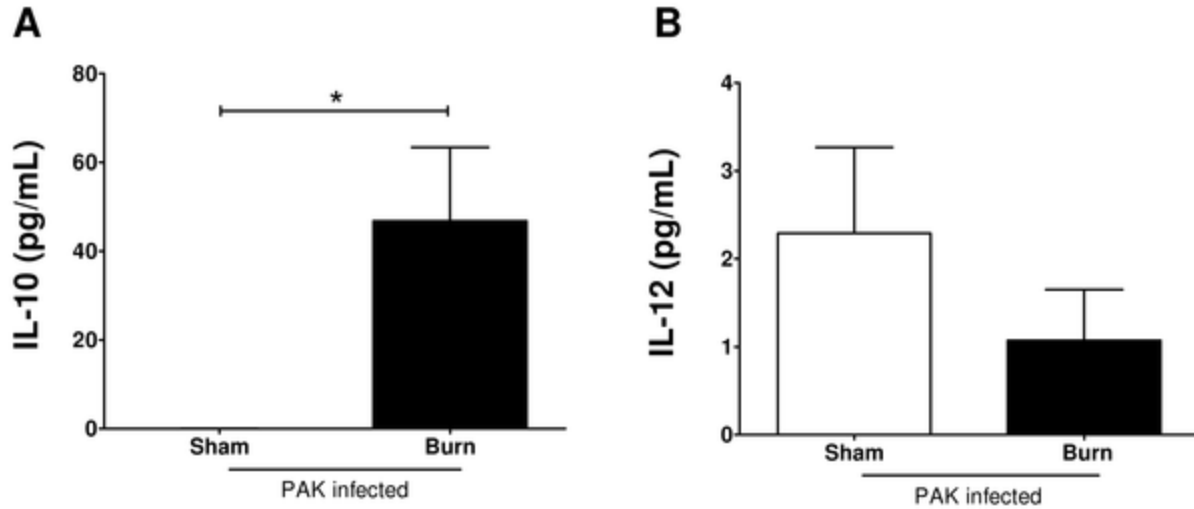 A
IL-10 (pg/mL)
80
60
40
20
0
*
Sham Burn
PAK infected
B
IL-12 (pg/mL)
4
3
2
1
0
Sham Burn
PAK infected